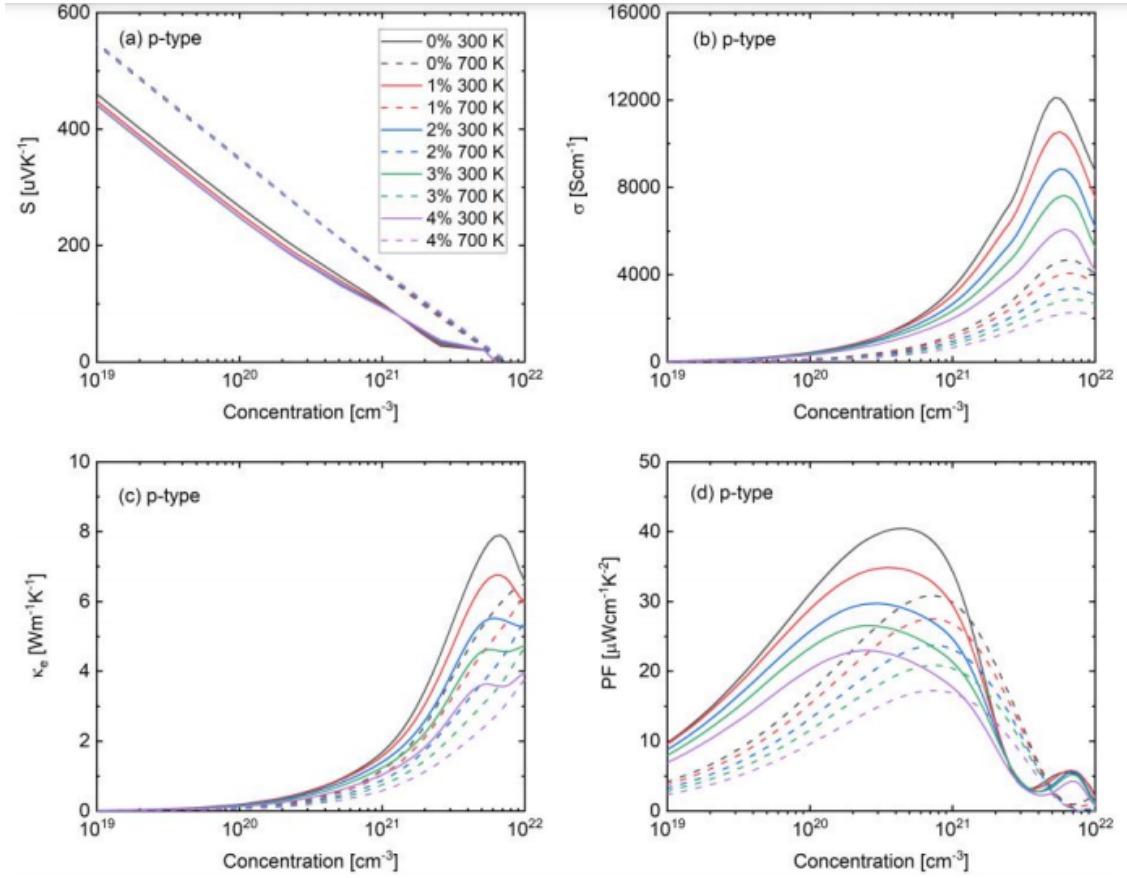 (a) p-type
0% 300 K
0% 700 K
1% 300 K
1% 700 K
2% 300 K
2% 700 K
3% 300 K
3% 700 K
4% 300 K
4% 700 K
600
400
200
0
S [uVK⁻¹]
10¹⁹
10²⁰
10²¹
10²²
Concentration [cm⁻³]
(b) p-type
16000
12000
8000
4000
0
σ [Scm⁻¹]
10¹⁹
10²⁰
10²¹
10²²
Concentration [cm⁻³]
(c) p-type
10
8
6
4
2
0
κₑ [Wm⁻¹K⁻¹]
10¹⁹
10²⁰
10²¹
10²²
Concentration [cm⁻³]
(d) p-type
50
40
30
20
10
0
PF [μWcm⁻¹K⁻²]
10¹⁹
10²⁰
10²¹
10²²
Concentration [cm⁻³]